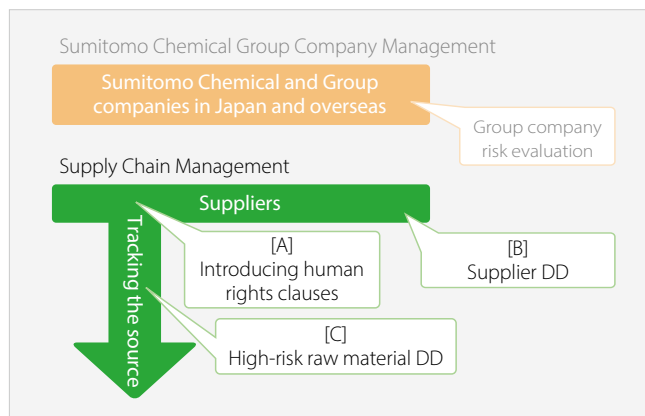 Sumitomo Chemical Group Company Management
Sumitomo Chemical and Group
companies in Japan and overseas
Group company
risk evaluation
Supply Chain Management
Suppliers
Tracking the source
[A]
Introducing human
rights clauses
[B]
Supplier DD
[C]
High-risk raw material DD